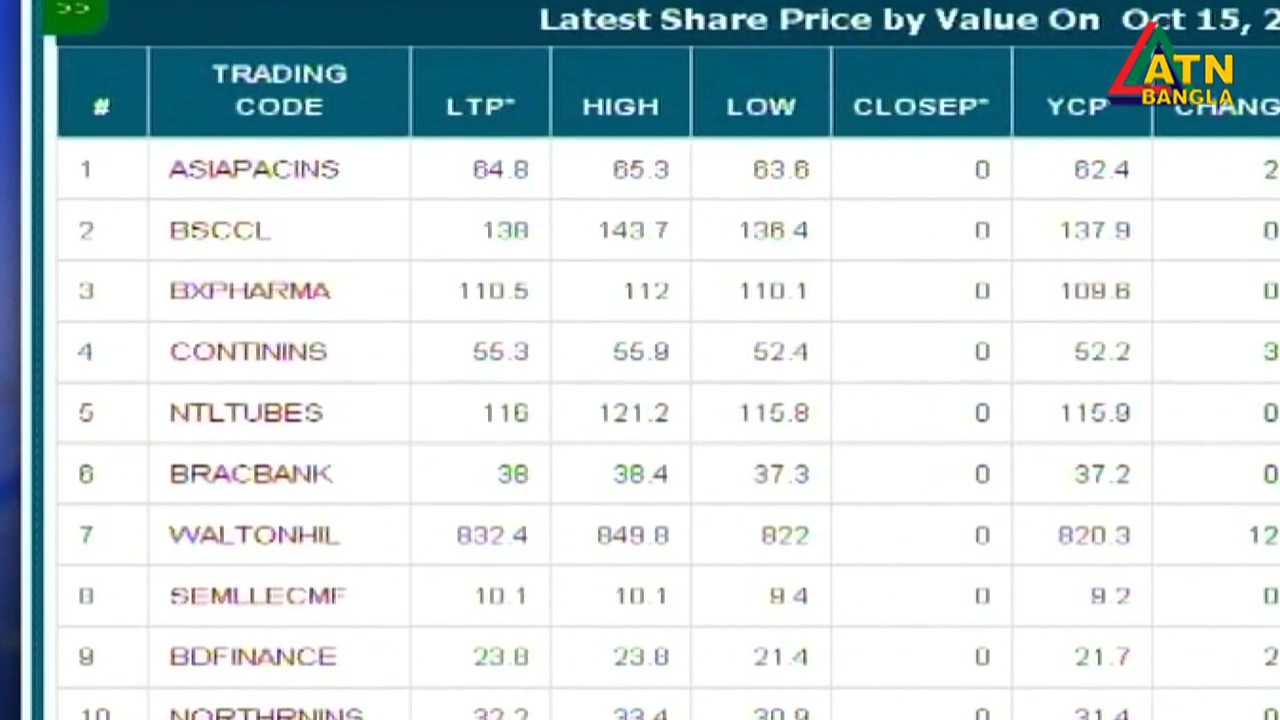 >>
Latest Share Price by Value On Oct 15, 2
ATN
BANGLA
# TRADING CODE LTP* HIGH LOW CLOSEP* YCP CHANG
1 ASIAPACINS 64.8 65.3 63.6 0 62.4 2
2 BSCCL 138 143.7 136.4 0 137.9 0
3 BXPHARMA 110.5 112 110.1 0 109.6 0
4 CONTININS 55.3 55.9 52.4 0 52.2 3
5 NTLTUBES 116 121.2 115.8 0 115.9 0
6 BRACBANK 38 38.4 37.3 0 37.2 0
7 WALTONHIL 832.4 849.8 822 0 820.3 12
8 SEMLLECMF 10.1 10.1 9.4 0 9.2 0
9 BDFINANCE 23.8 23.8 21.4 0 21.7 2
10 NORTHRNINS 32.2 33.4 30.9 0 31.4 0